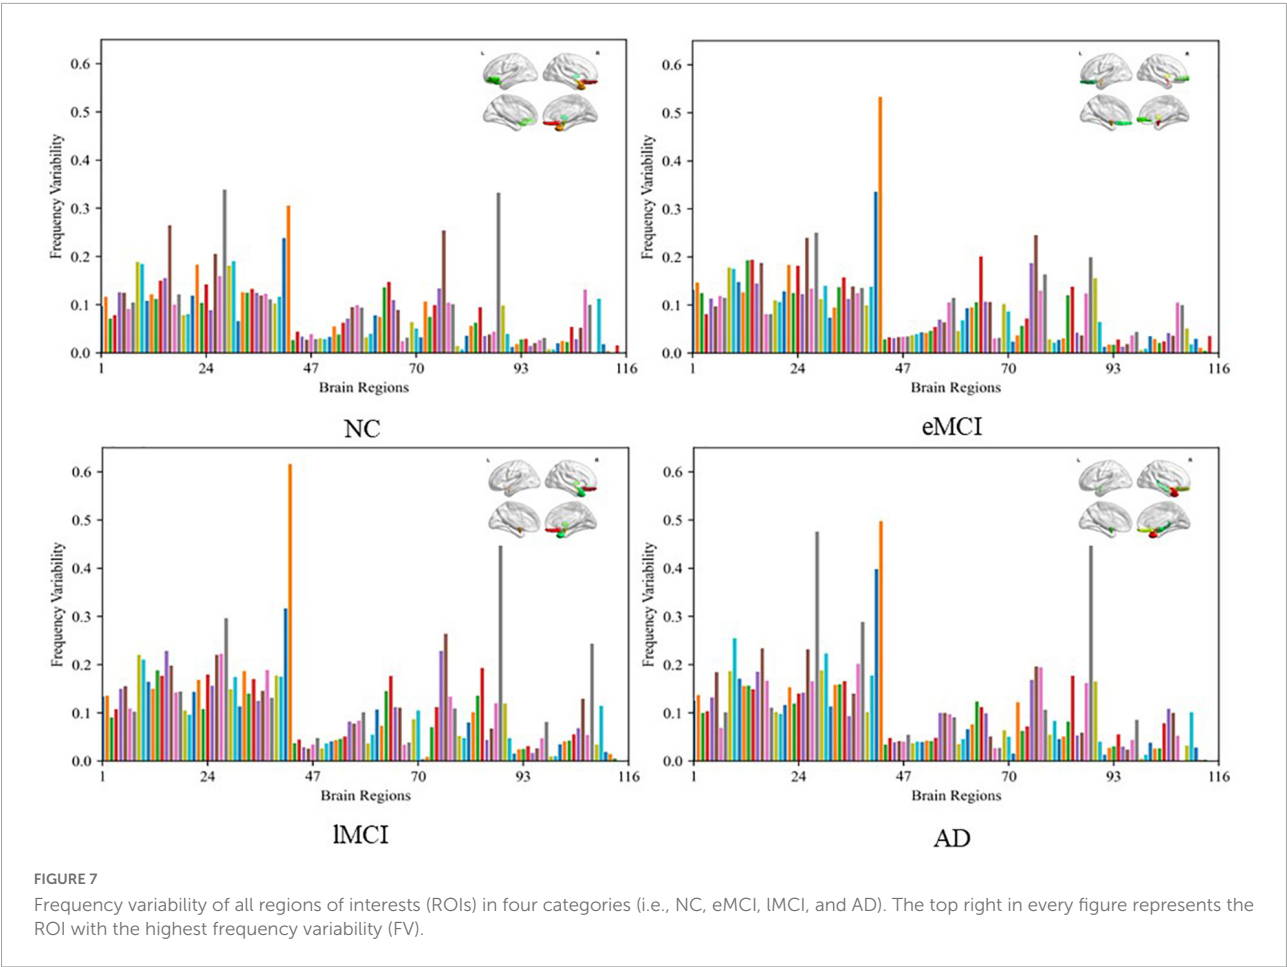 L R
0.6
0.5
0.4
0.3
0.2
0.1
0.0
Frequency Variability
1 24 47 70 93 116
Brain Regions
NC
L R
0.6
0.5
0.4
0.3
0.2
0.1
0.0
Frequency Variability
1 24 47 70 93 116
Brain Regions
eMCI
L R
0.6
0.5
0.4
0.3
0.2
0.1
0.0
Frequency Variability
1 24 47 70 93 116
Brain Regions
lMCI
L R
0.6
0.5
0.4
0.3
0.2
0.1
0.0
Frequency Variability
1 24 47 70 93 116
Brain Regions
AD
FIGURE 7
Frequency variability of all regions of interests (ROIs) in four categories (i.e., NC, eMCI, lMCI, and AD). The top right in every figure represents the
ROI with the highest frequency variability (FV).